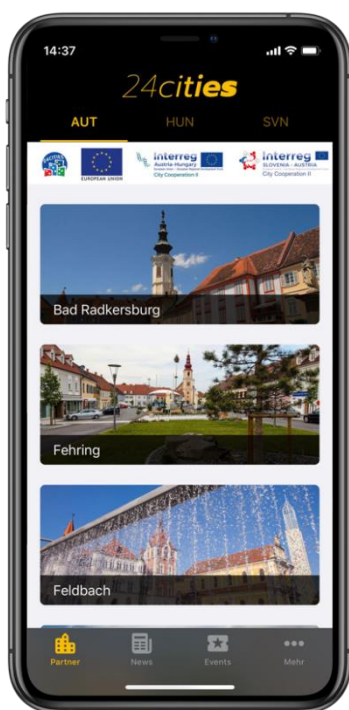 14:37
24cities
AUT HUN SVN
EUROPEAN UNION
Interreg
Austria-Hungary
City Cooperation II
Interreg
SLOVENIA - AUSTRIA
City Cooperation II
Bad Radkersburg
Fehring
Feldbach
Partner News Events Mehr